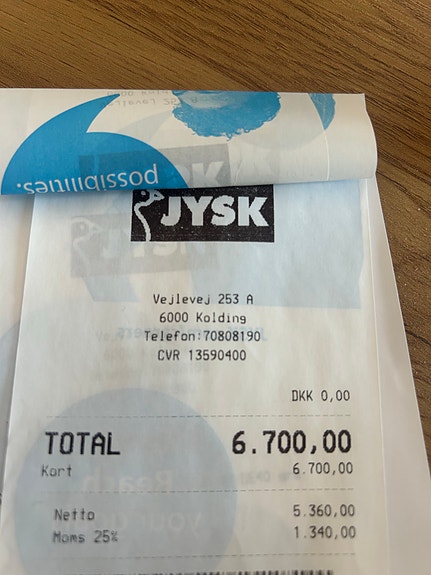 possibilities.
JYSK
Vejlevej 253 A
6000 Kolding
Telefon:70808190
CVR 13590400
DKK 0,00
TOTAL 6.700,00
Kort 6.700,00
Netto 5.360,00
Moms 25% 1.340,00